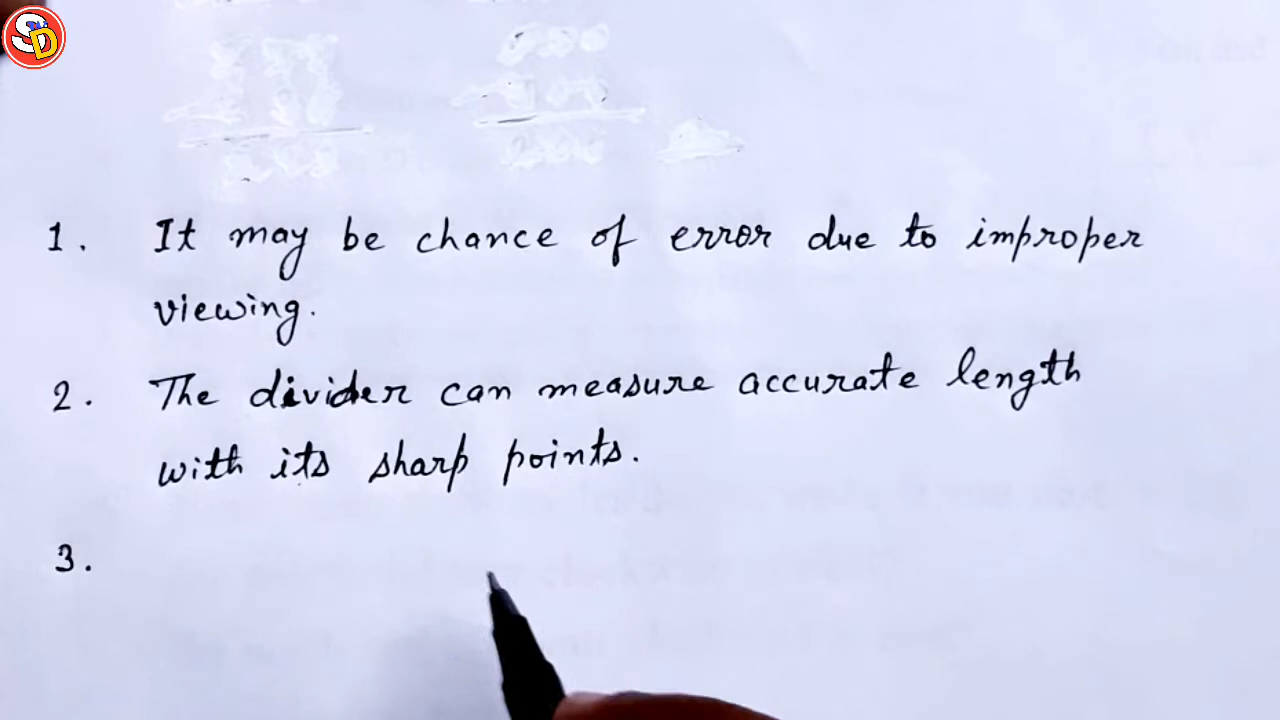 SD
1. It may be chance of error due to improper
viewing.
2. The divider can measure accurate length
with its sharp points.
3.